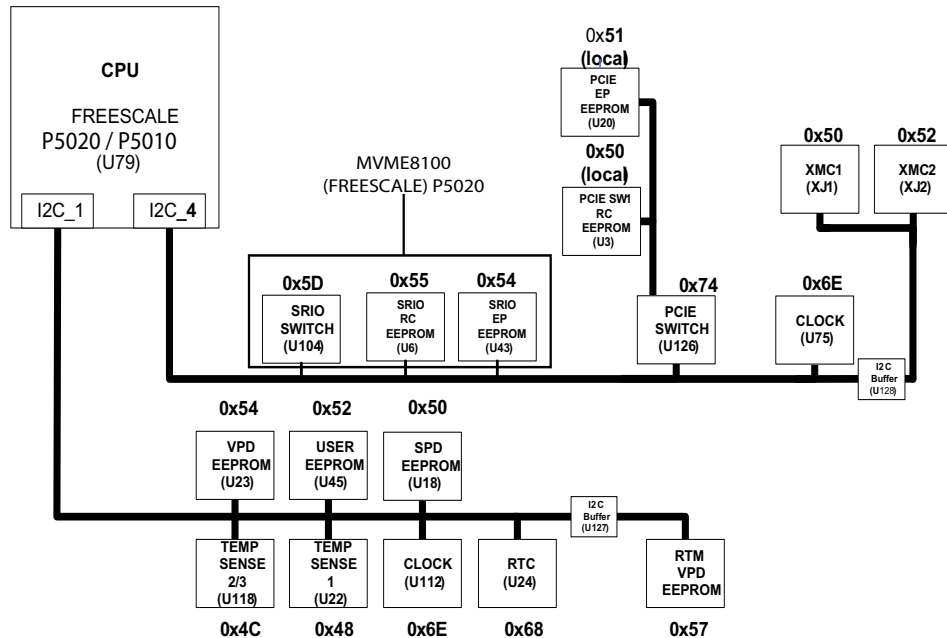 CPU
FREESCALE
P5020 / P5010
(U79)
I2C_1
I2C_4
MVME8100
(FREESCALE) P5020
0x51
(local)
PCIE
EP
EEPROM
(U20)
0x50
(local)
PCIE SW1
RC
EEPROM
(U3)
0x50
XMC1
(XJ1)
0x52
XMC2
(XJ2)
0x5D
SRIO
SWITCH
(U104)
0x55
SRIO
RC
EEPROM
(U6)
0x54
SRIO
EP
EEPROM
(U43)
0x74
PCIE
SWITCH
(U126)
0x6E
CLOCK
(U75)
I2C
Buffer
(U128)
0x54
VPD
EEPROM
(U23)
0x52
USER
EEPROM
(U45)
0x50
SPD
EEPROM
(U18)
I2C
Buffer
(U127)
TEMP
SENSE
2/3
(U118)
0x4C
TEMP
SENSE
1
(U22)
0x48
CLOCK
(U112)
0x6E
RTC
(U24)
0x68
RTM
VPD
EEPROM
0x57